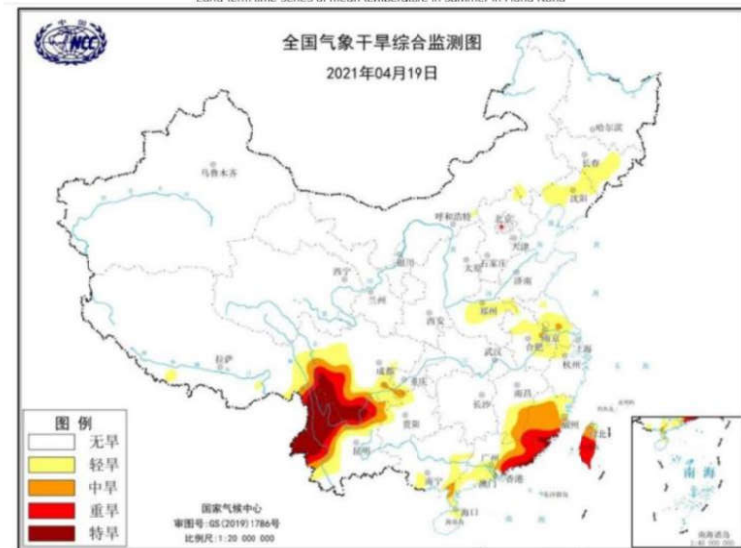 中国
NCC
全国气象干旱综合监测图
2021年04月19日
哈尔滨
长春
乌鲁木齐
沈阳
呼和浩特
北京
天津
银川
太原
石家庄
西宁
济南
兰州
郑州
西安
南京
合肥
上海
拉萨
成都
武汉
杭州
重庆
南昌
长沙
贵阳
福州
台北
昆明
广州
南宁
澳门
香港
海口
图 例
无旱
轻旱
中旱
重旱
特旱
国家气候中心
审图号:GS(2019)1786号
比例尺:1:20 000 000
南 海
南海诸岛
1:40 000 000